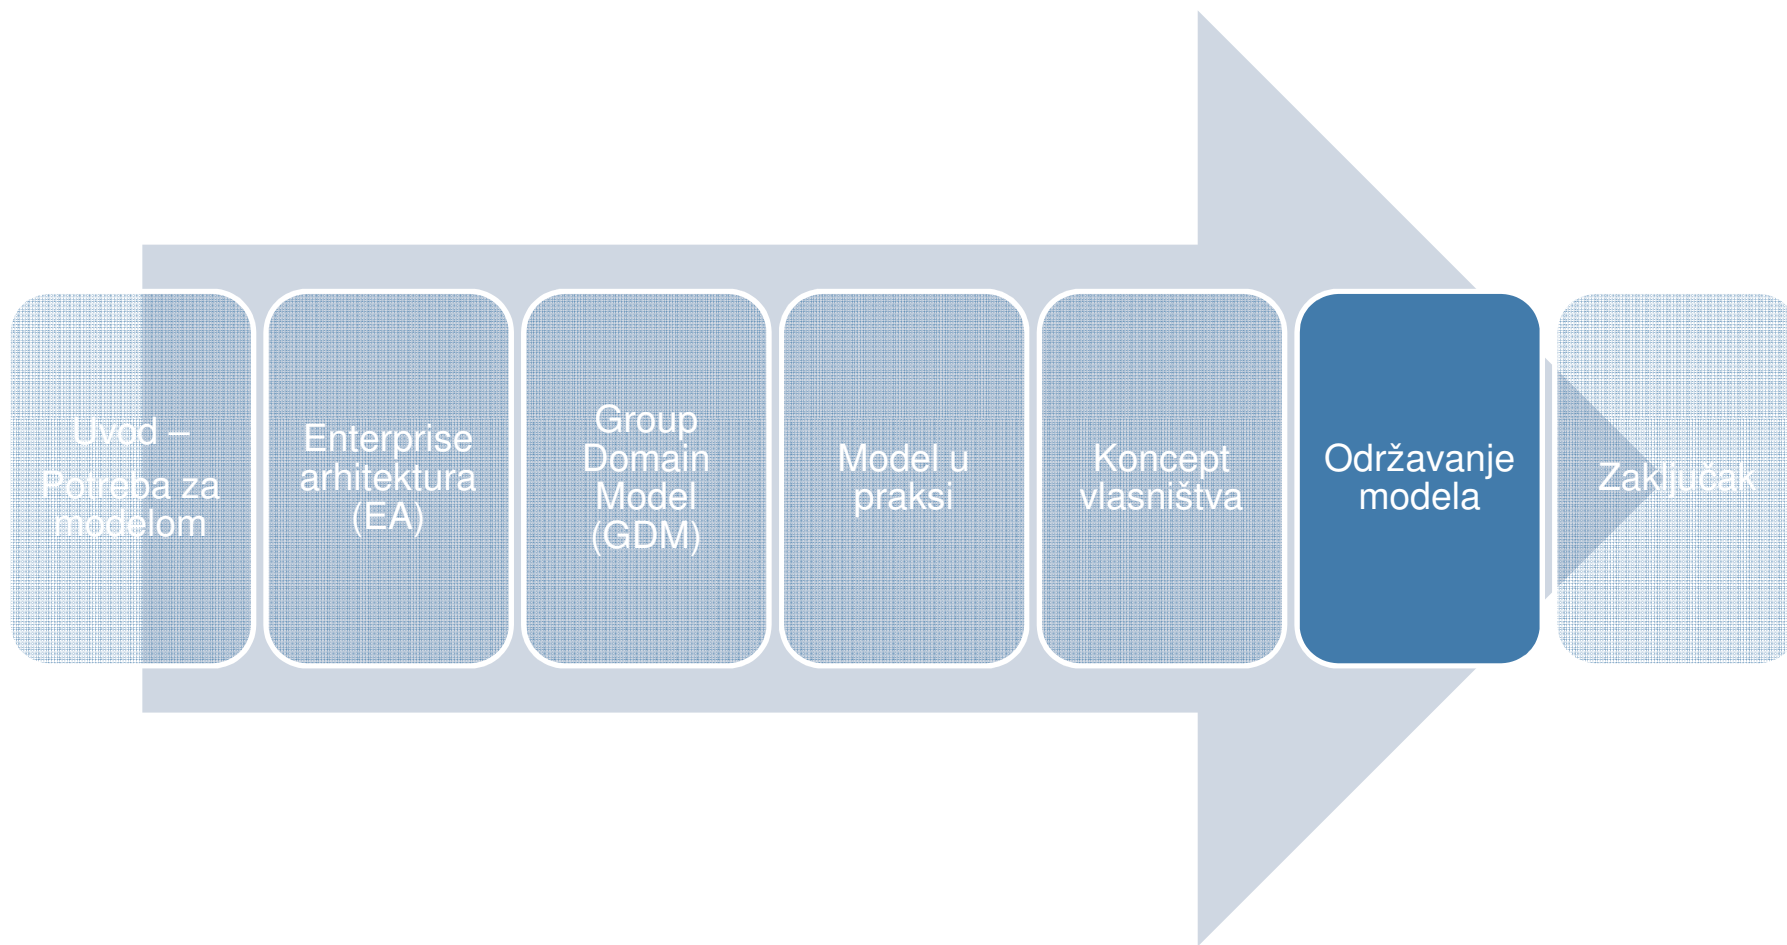 Uvod –
Potreba za
modelom
Enterprise
arhitektura
(EA)
Group
Domain
Model
(GDM)
Model u
praksi
Koncept
vlasništva
Održavanje
modela
Zaključak